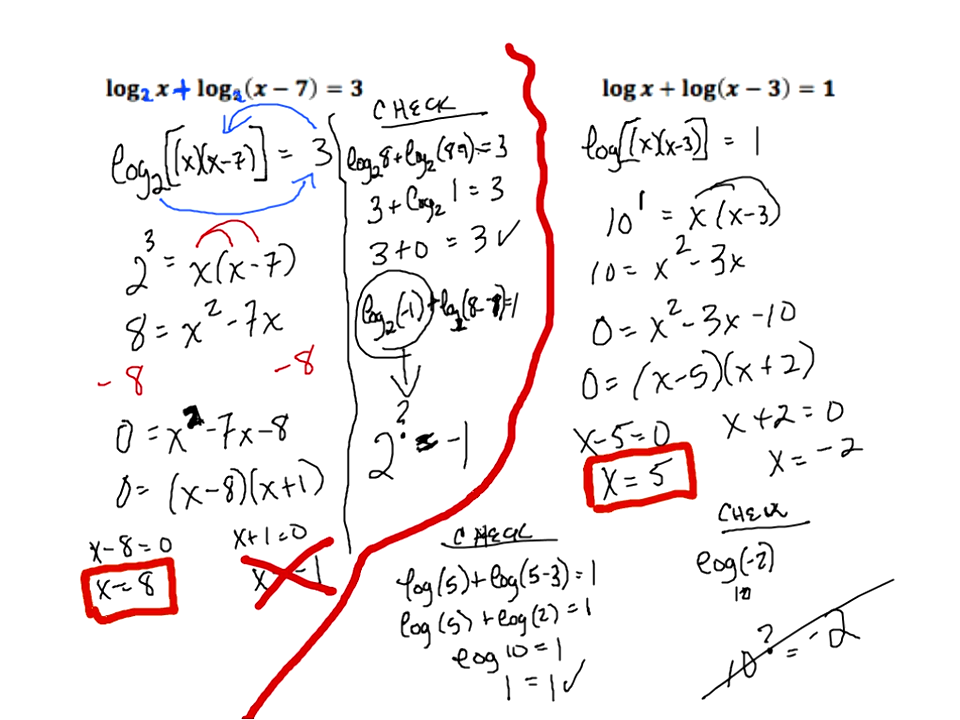 log₂ x + log₂(x − 7) = 3
log₂[(x)(x-7)] = 3
2³ = x(x-7)
8 = x² - 7x
- 8 - 8
0 = x² - 7x - 8
0 = (x-8)(x+1)
x-8=0 x+1=0
x=8 x=-1
CHECK
log₂8 + log₂(8-7)=3
3 + log₂ 1 = 3
3 + 0 = 3 ✓
log₂(-1) + log₂(8-8)=1
2^? = -1
log x + log(x − 3) = 1
log[(x)(x-3)] = 1
10¹ = x(x-3)
10 = x² - 3x
0 = x² - 3x - 10
0 = (x-5)(x+2)
x-5=0 x+2=0
x = 5 x = -2
CHECK
log(5) + log(5-3) = 1
log(5) + log(2) = 1
log 10 = 1
1 = 1 ✓
CHECK
log₁₀(-2)
10^? = -2